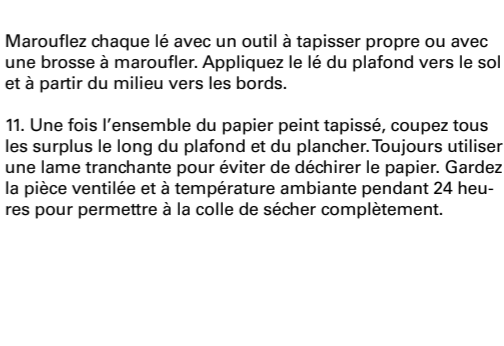 Marouflez chaque lé avec un outil à tapisser propre ou avec
une brosse à maroufler. Appliquez le lé du plafond vers le sol
et à partir du milieu vers les bords.
11. Une fois l’ensemble du papier peint tapissé, coupez tous
les surplus le long du plafond et du plancher. Toujours utiliser
une lame tranchante pour éviter de déchirer le papier. Gardez
la pièce ventilée et à température ambiante pendant 24 heu-
res pour permettre à la colle de sécher complètement.